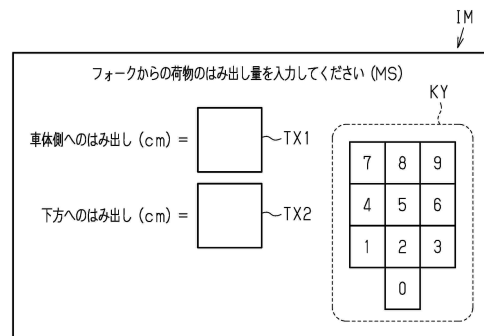 IM
フォークからの荷物のはみ出し量を入力してください (MS)
KY
車体側へのはみ出し (cm) = TX1
下方へのはみ出し (cm) = TX2
7 8 9
4 5 6
1 2 3
0